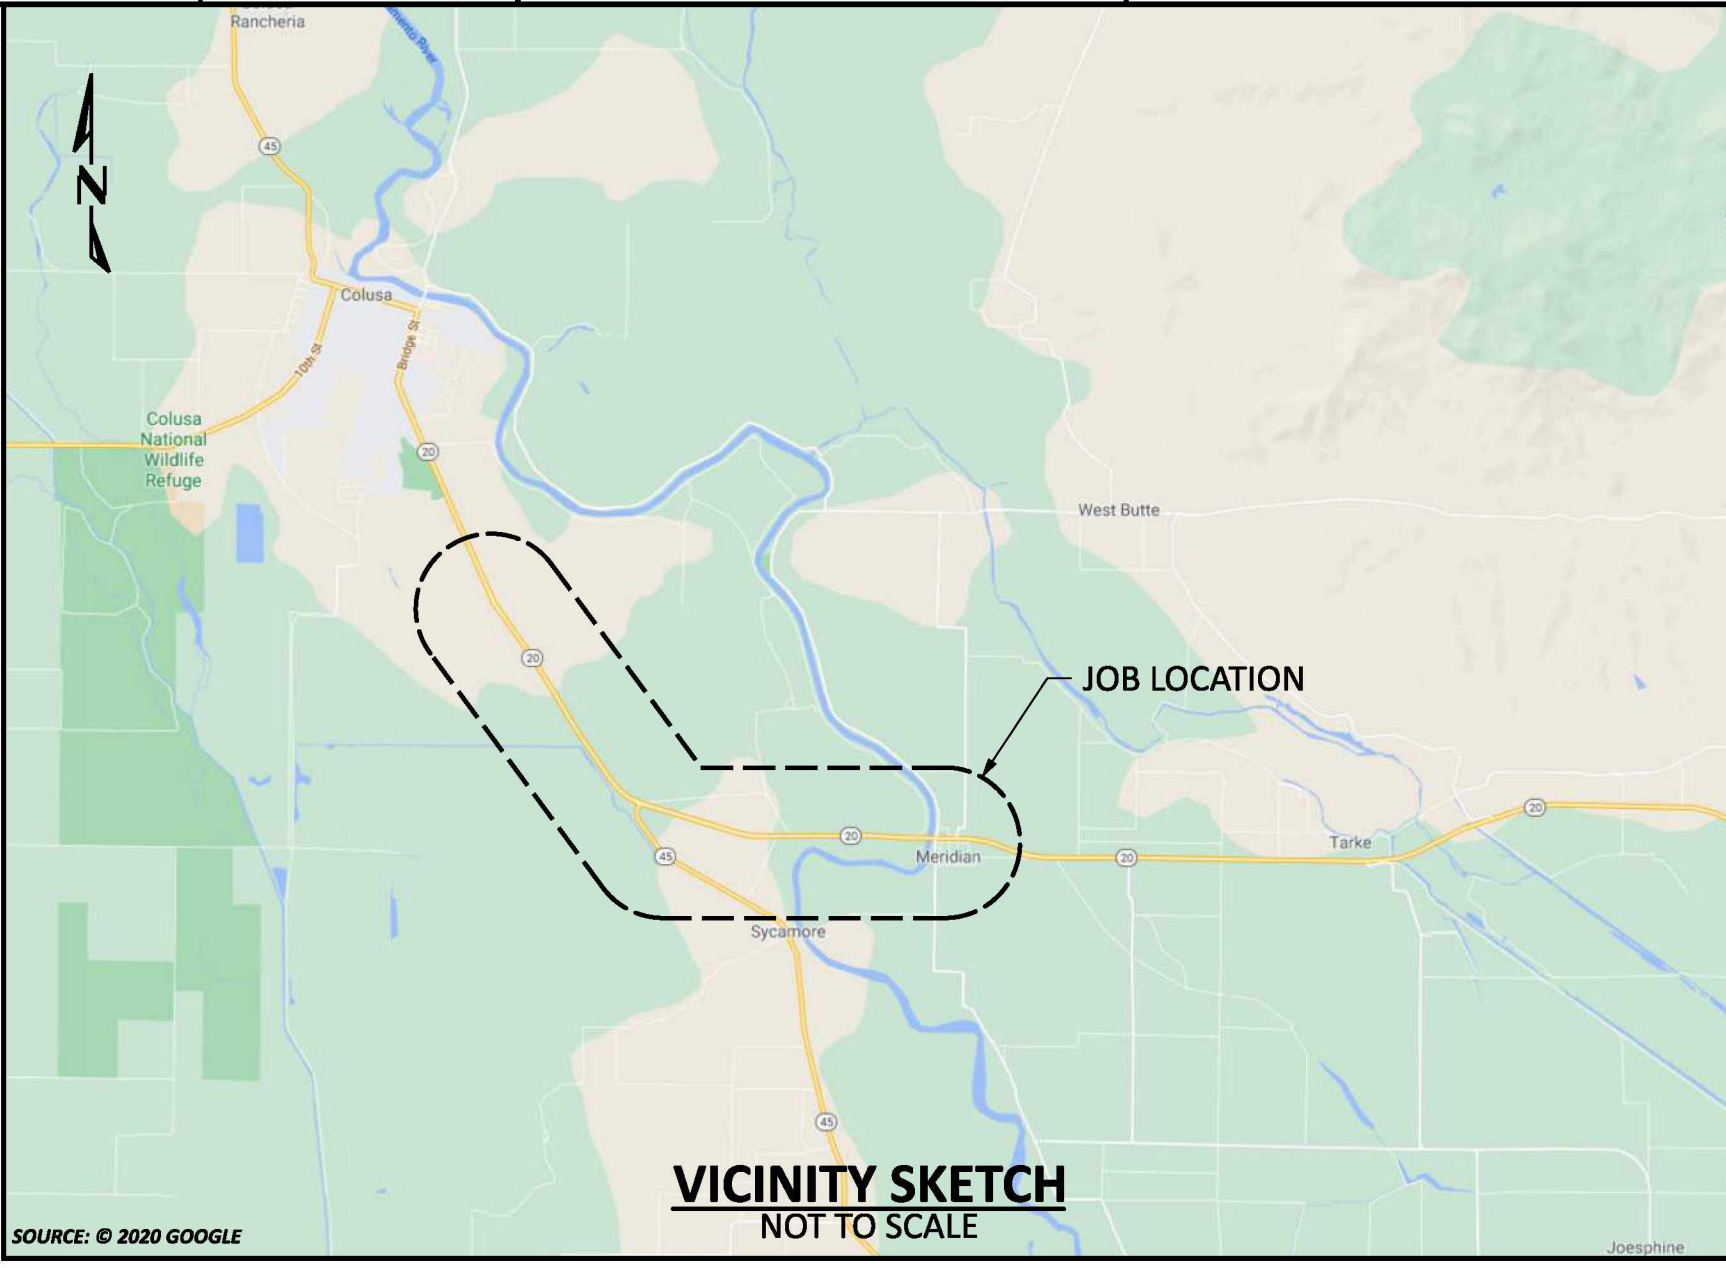 Rancheria
River
45
N
Colusa
10th St
Bridge St
Colusa
National
Wildlife
Refuge
20
West Butte
20
JOB LOCATION
20
20
Tarke
20
Meridian
45
Sycamore
45
VICINITY SKETCH
NOT TO SCALE
SOURCE: © 2020 GOOGLE
Joesphine